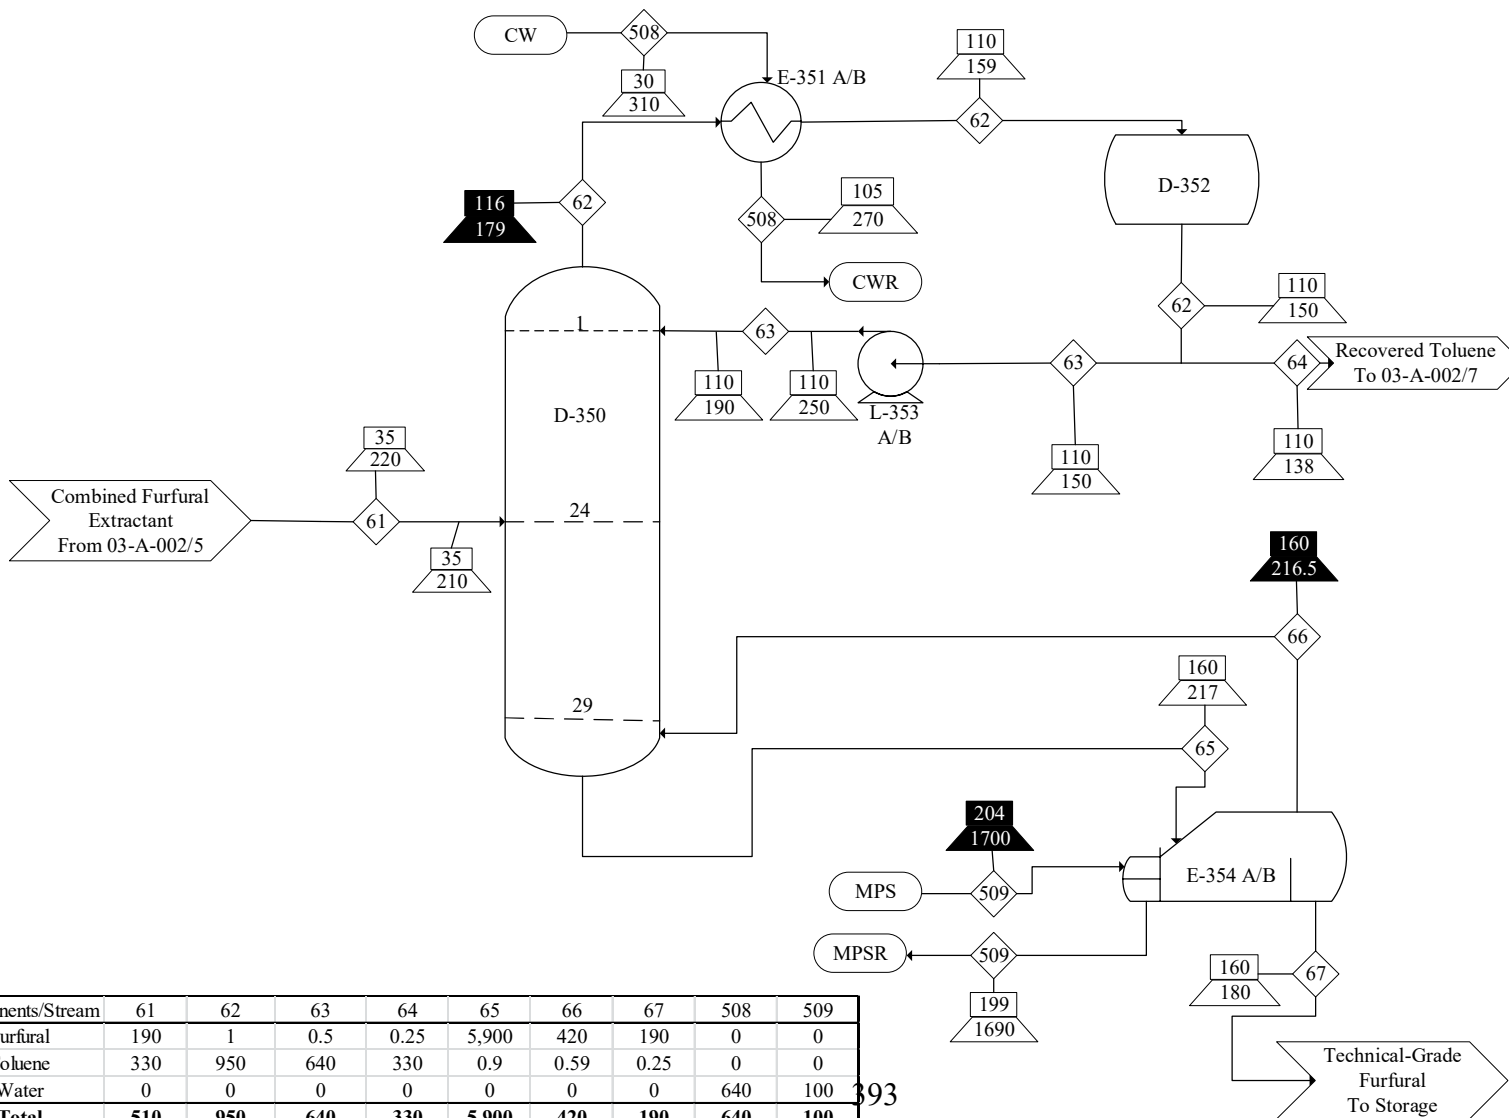 CW
508
30
310
E-351 A/B
110
159
62
D-352
116
179
62
508
105
270
CWR
62
110
150
1
63
110
190
110
250
L-353
A/B
63
110
150
64
Recovered Toluene
To 03-A-002/7
110
138
D-350
35
220
Combined Furfural
Extractant
From 03-A-002/5
61
35
210
24
160
216.5
66
29
160
217
65
204
1700
MPS
509
E-354 A/B
MPSR
509
199
1690
160
180
67
Technical-Grade
Furfural
To Storage
nents/Stream 61 62 63 64 65 66 67 508 509
urfural 190 1 0.5 0.25 5,900 420 190 0 0
oluene 330 950 640 330 0.9 0.59 0.25 0 0
Water 0 0 0 0 0 0 0 640 100
Total 510 950 640 330 5,900 420 190 640 100
393